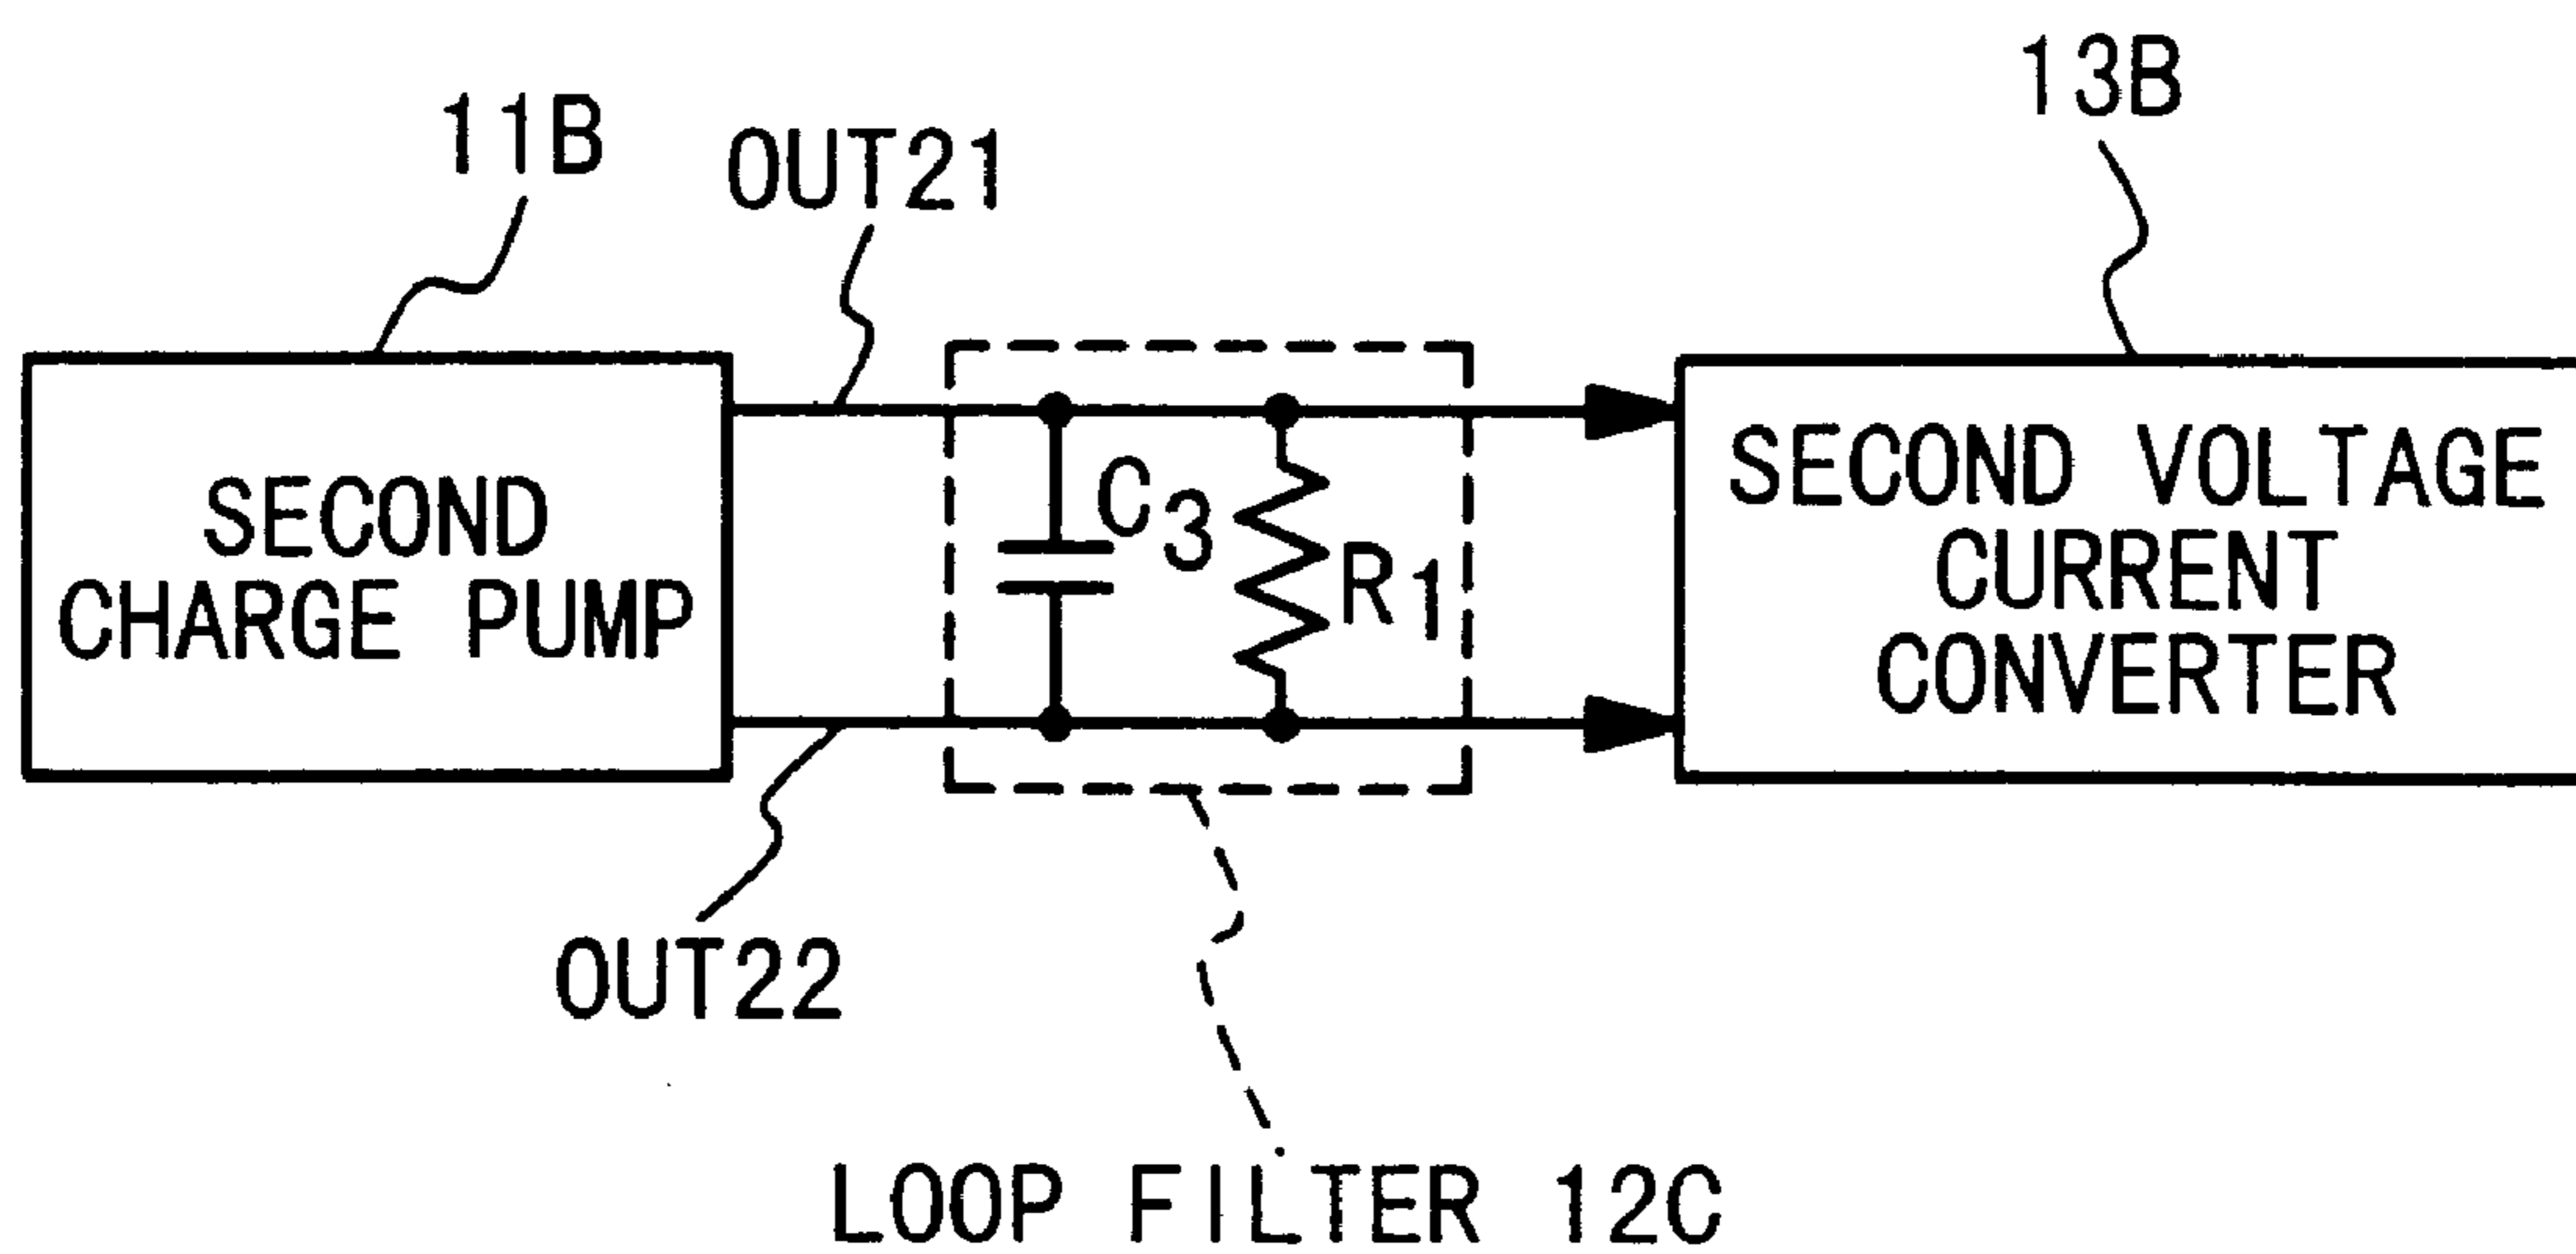 11B
OUT21
13B
SECOND
CHARGE PUMP
C3
R1
SECOND VOLTAGE
CURRENT
CONVERTER
OUT22
LOOP FILTER 12C